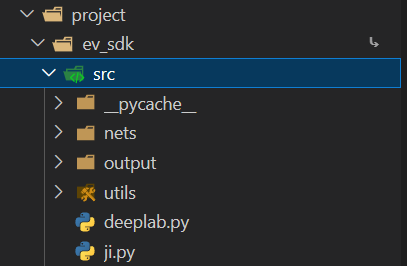 project
ev_sdk
src
__pycache__
nets
output
utils
deeplab.py
ji.py